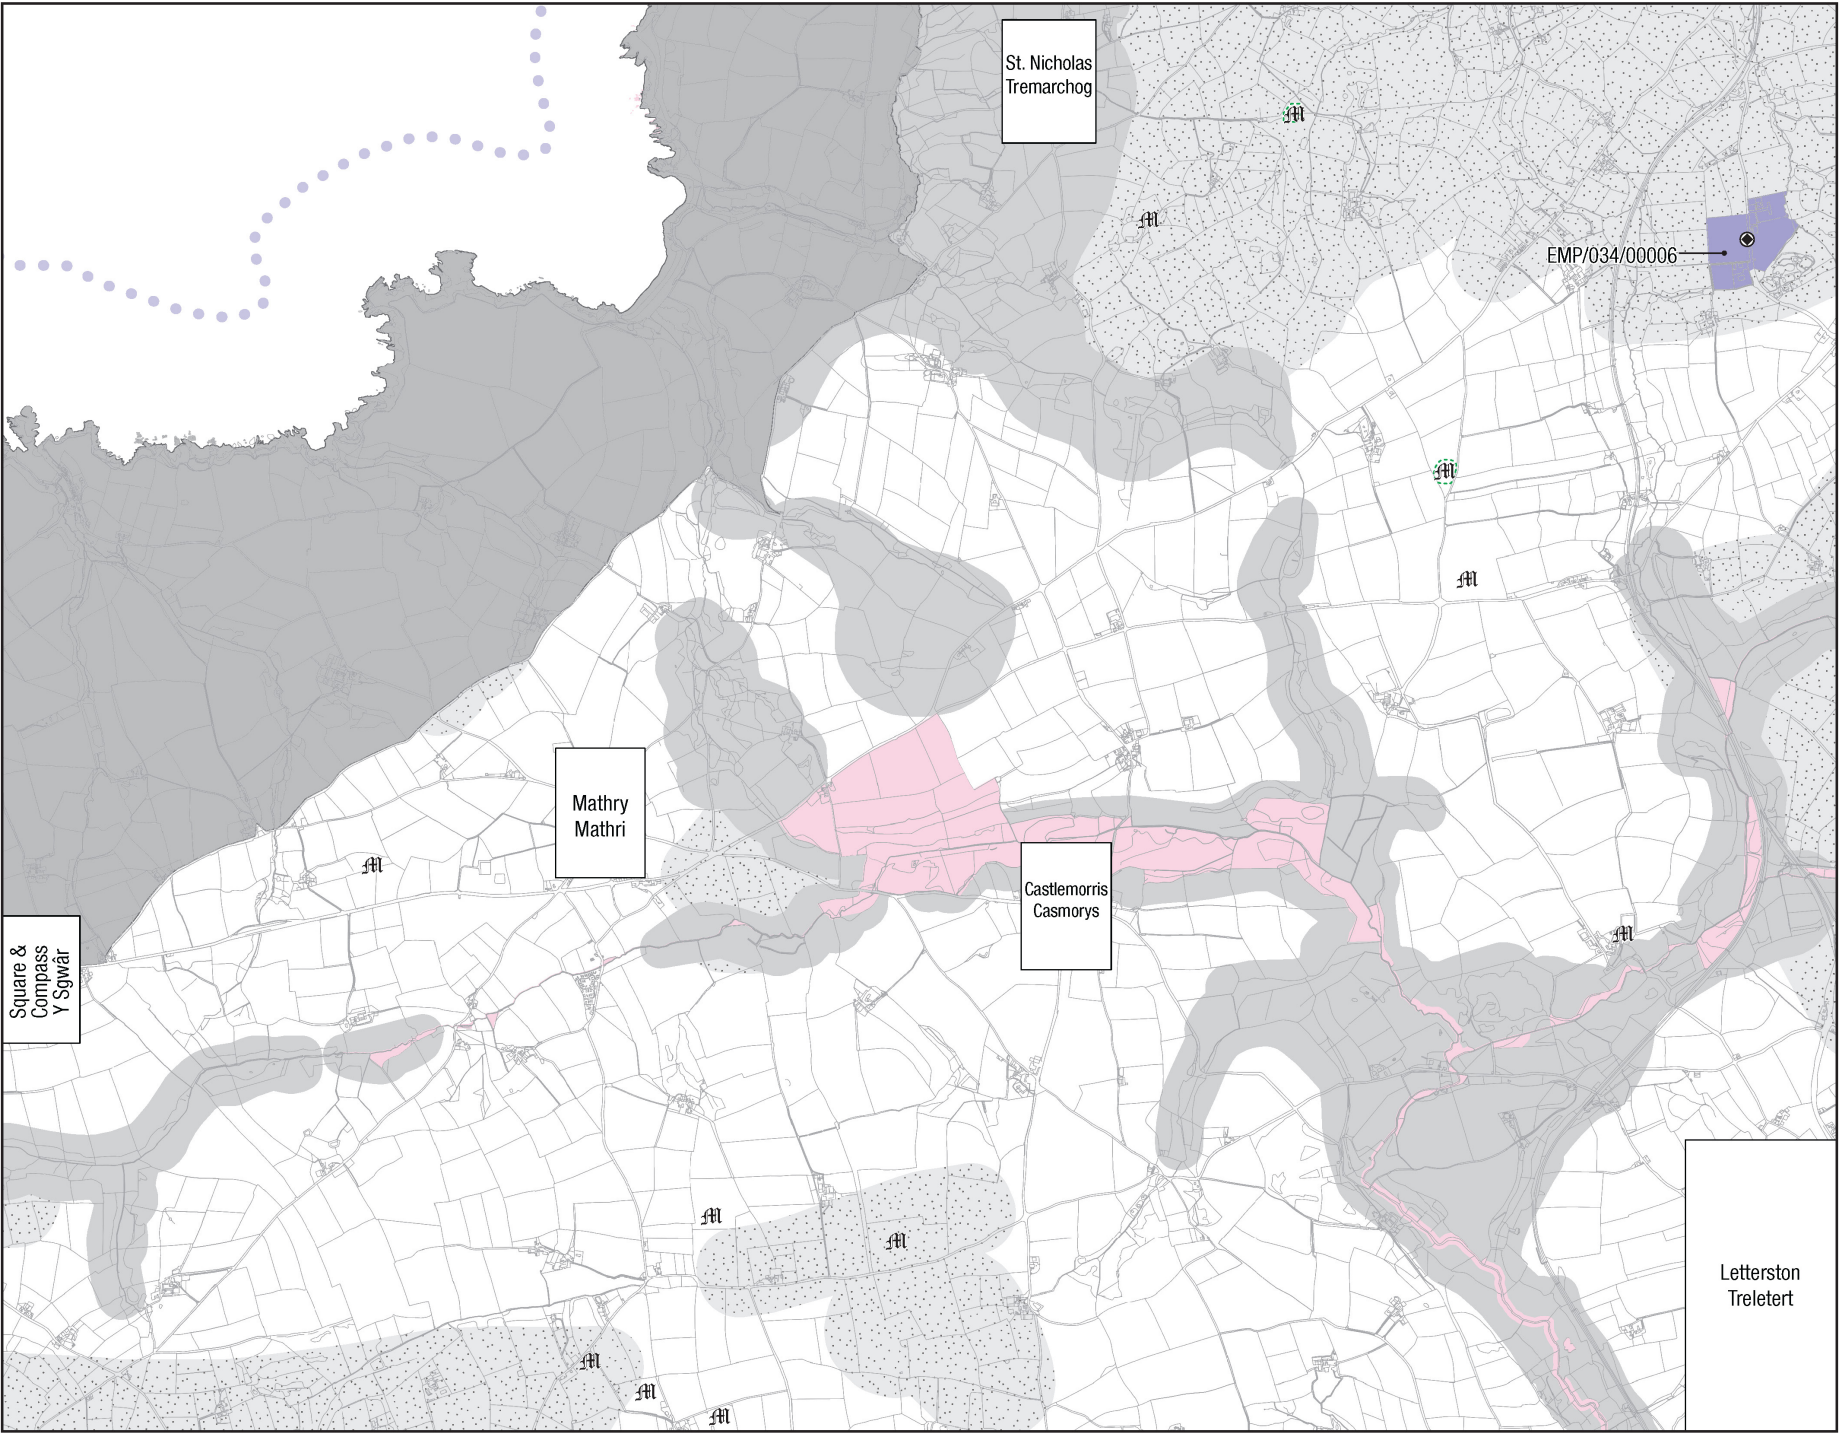 St. Nicholas
Tremarchog
EMP/034/00006
Mathry
Mathri
Castlemorris
Casmorys
Square &
Compass
Y Sgwâr
Letterston
Treletert
M
M
M
M
M
M
M
M
M
M
M